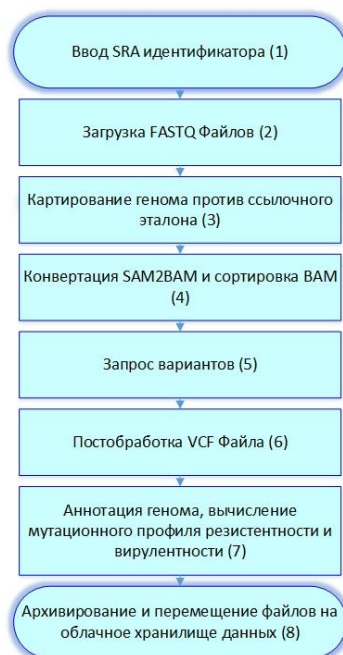 Ввод SRA идентификатора (1)
Загрузка FASTQ Файлов (2)
Картирование генома против ссылочного
эталона (3)
Конвертация SAM2BAM и сортировка BAM
(4)
Запрос вариантов (5)
Постобработка VCF Файла (6)
Аннотация генома, вычисление
мутационного профиля резистентности и
вирулентности (7)
Архивирование и перемещение файлов на
облачное хранилище данных (8)